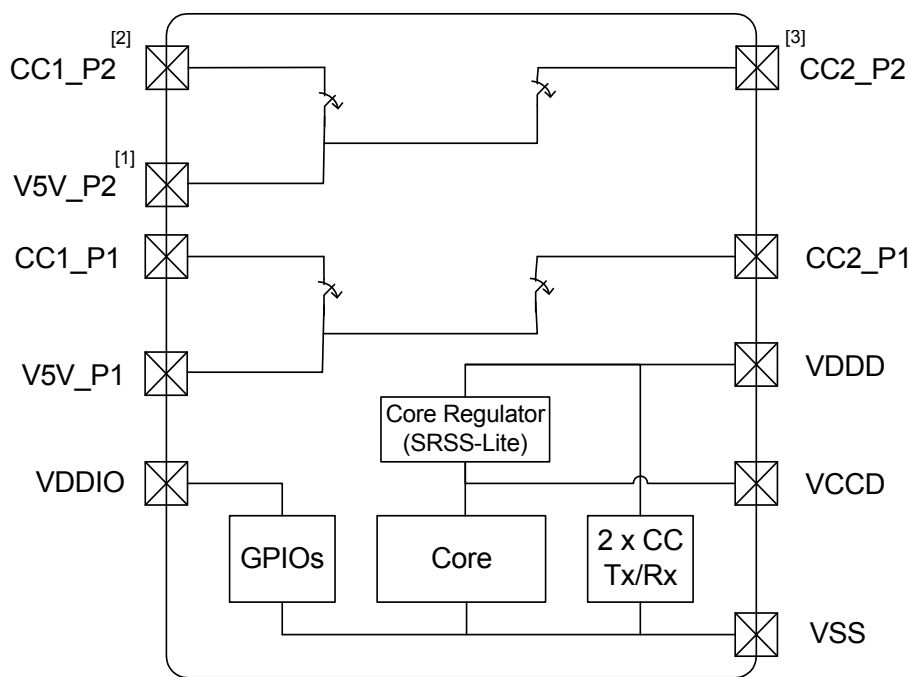 [2]
[3]
CC1_P2
CC2_P2
[1]
V5V_P2
CC1_P1
CC2_P1
V5V_P1
VDDD
Core Regulator
(SRSS-Lite)
VDDIO
VCCD
GPIOs
Core
2 x CC
Tx/Rx
VSS